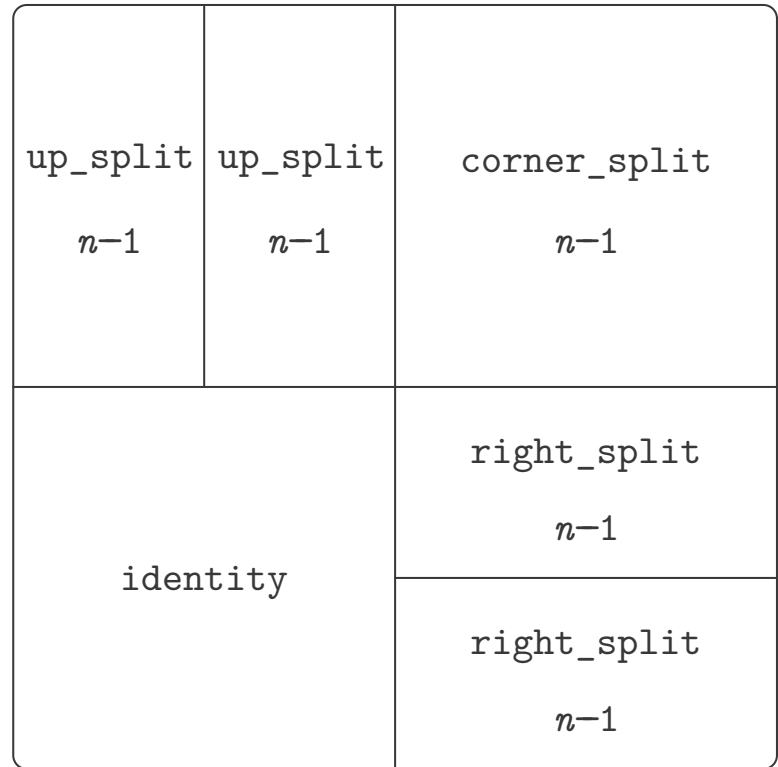 up_split up_split corner_split
n−1 n−1 n−1
right_split
n−1
identity
right_split
n−1